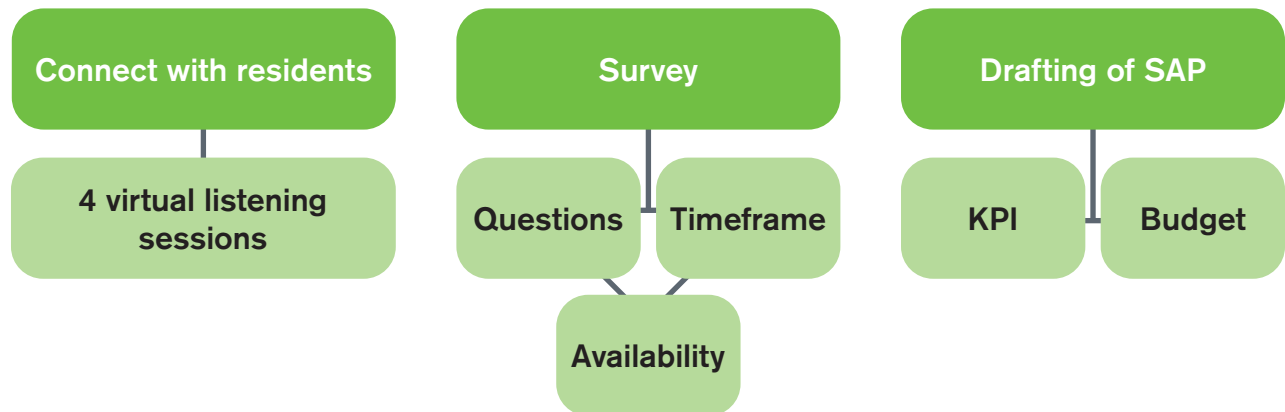 Connect with residents
4 virtual listening
sessions
Survey
Questions
Timeframe
Availability
Drafting of SAP
KPI
Budget